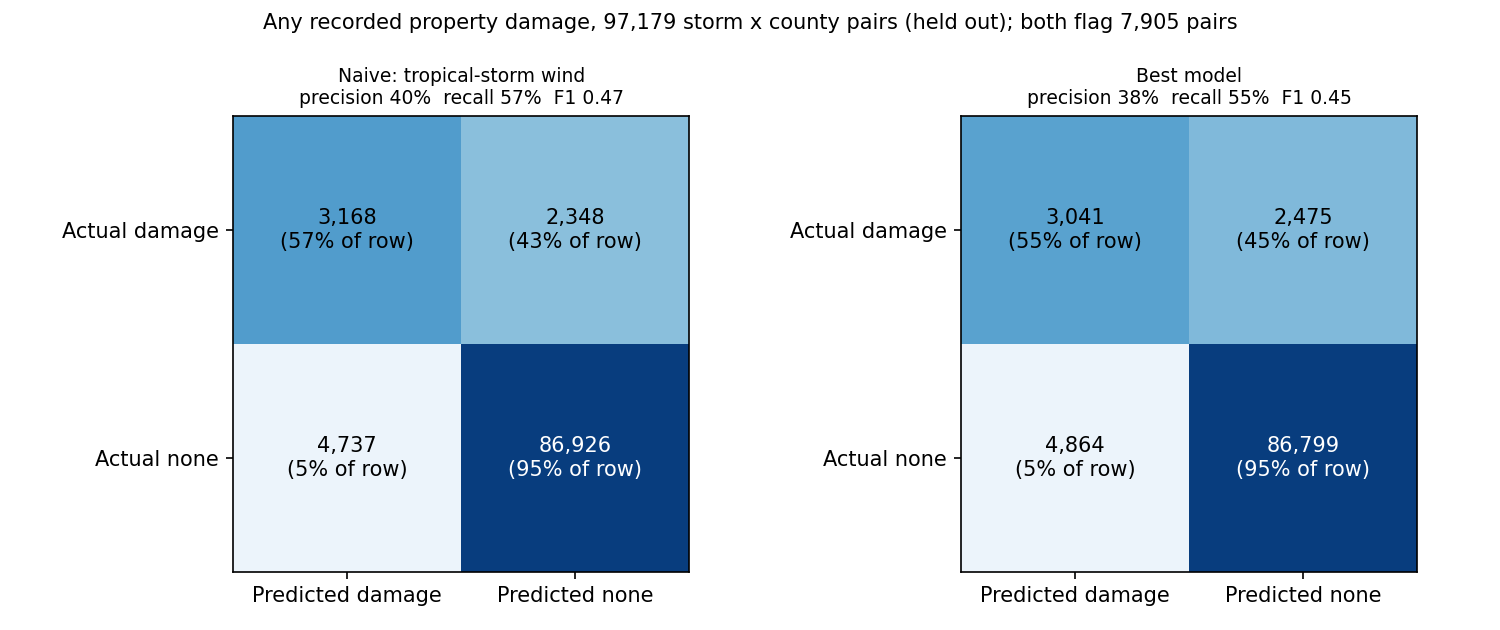 Any recorded property damage, 97,179 storm x county pairs (held out); both flag 7,905 pairs
Naive: tropical-storm wind
precision 40%  recall 57%  F1 0.47
Actual damage
3,168
(57% of row)
2,348
(43% of row)
Actual none
4,737
(5% of row)
86,926
(95% of row)
Predicted damage
Predicted none
Best model
precision 38%  recall 55%  F1 0.45
Actual damage
3,041
(55% of row)
2,475
(45% of row)
Actual none
4,864
(5% of row)
86,799
(95% of row)
Predicted damage
Predicted none